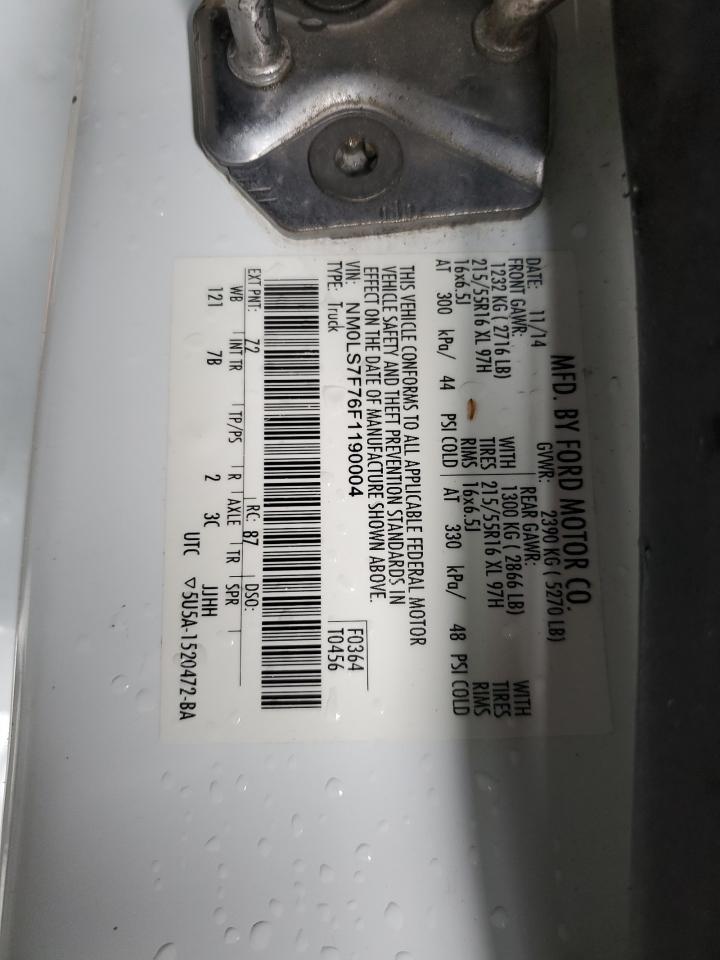 MFD. BY FORD MOTOR CO.
DATE: 11/14 GVWR: 2390 KG ( 5270 LB)
FRONT GAWR: REAR GAWR:
1232 KG ( 2716 LB) WITH 1300 KG ( 2866 LB) WITH
215/55R16 XL 97H TIRES 215/55R16 XL 97H TIRES
16x6.5J RIMS 16x6.5J RIMS
AT 300 kPa/ 44 PSI COLD AT 330 kPa/ 48 PSI COLD
THIS VEHICLE CONFORMS TO ALL APPLICABLE FEDERAL MOTOR
VEHICLE SAFETY AND THEFT PREVENTION STANDARDS IN
EFFECT ON THE DATE OF MANUFACTURE SHOWN ABOVE.
VIN: NM0LS7F76F1190004 F0364
TYPE: Truck T0456
EXT PNT: Z2 RC: 87 DSO:
WB INT TR TP/PS R AXLE TR SPR
121 7B 2 3C JJHH
UTC ▽5U5A-1520472-BA